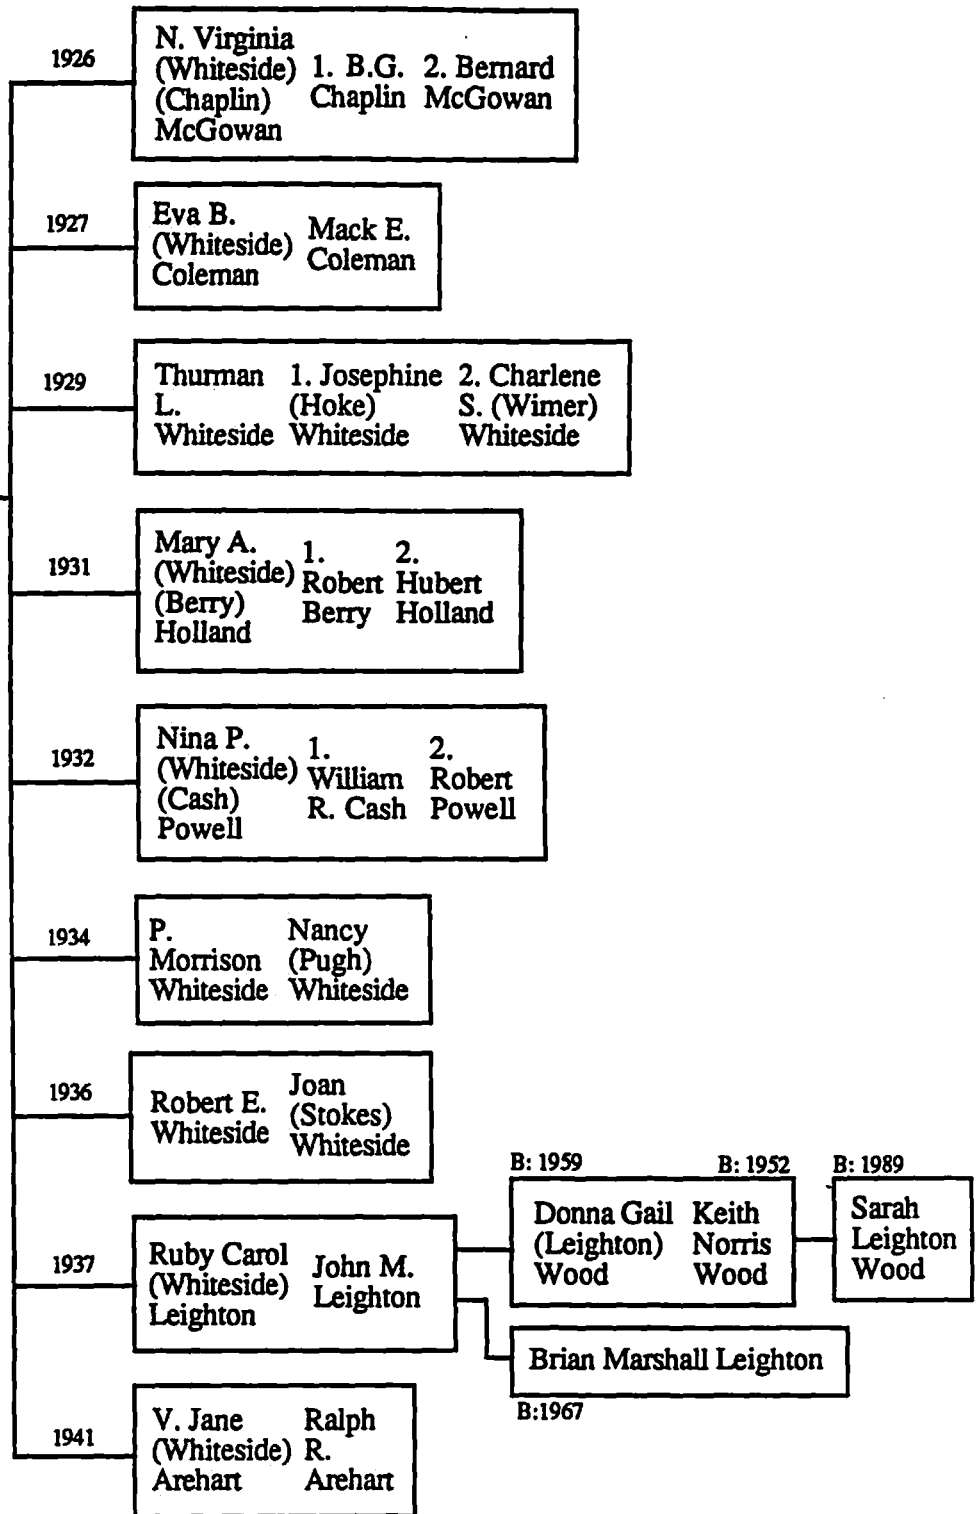 1926
N. Virginia
(Whiteside)
(Chaplin)
McGowan
1. B.G.
Chaplin
2. Bernard
McGowan
1927
Eva B.
(Whiteside)
Coleman
Mack E.
Coleman
1929
Thurman
L.
Whiteside
1. Josephine
(Hoke)
Whiteside
2. Charlene
S. (Wimer)
Whiteside
1931
Mary A.
(Whiteside)
(Berry)
Holland
1.
Robert
Berry
2.
Hubert
Holland
1932
Nina P.
(Whiteside)
(Cash)
Powell
1.
William
R. Cash
2.
Robert
Powell
1934
P.
Morrison
Whiteside
Nancy
(Pugh)
Whiteside
1936
Robert E.
Whiteside
Joan
(Stokes)
Whiteside
1937
Ruby Carol
(Whiteside)
Leighton
John M.
Leighton
B: 1959
Donna Gail
(Leighton)
Wood
B: 1952
Keith
Norris
Wood
B: 1989
Sarah
Leighton
Wood
Brian Marshall Leighton
B:1967
1941
V. Jane
(Whiteside)
Arehart
Ralph
R.
Arehart